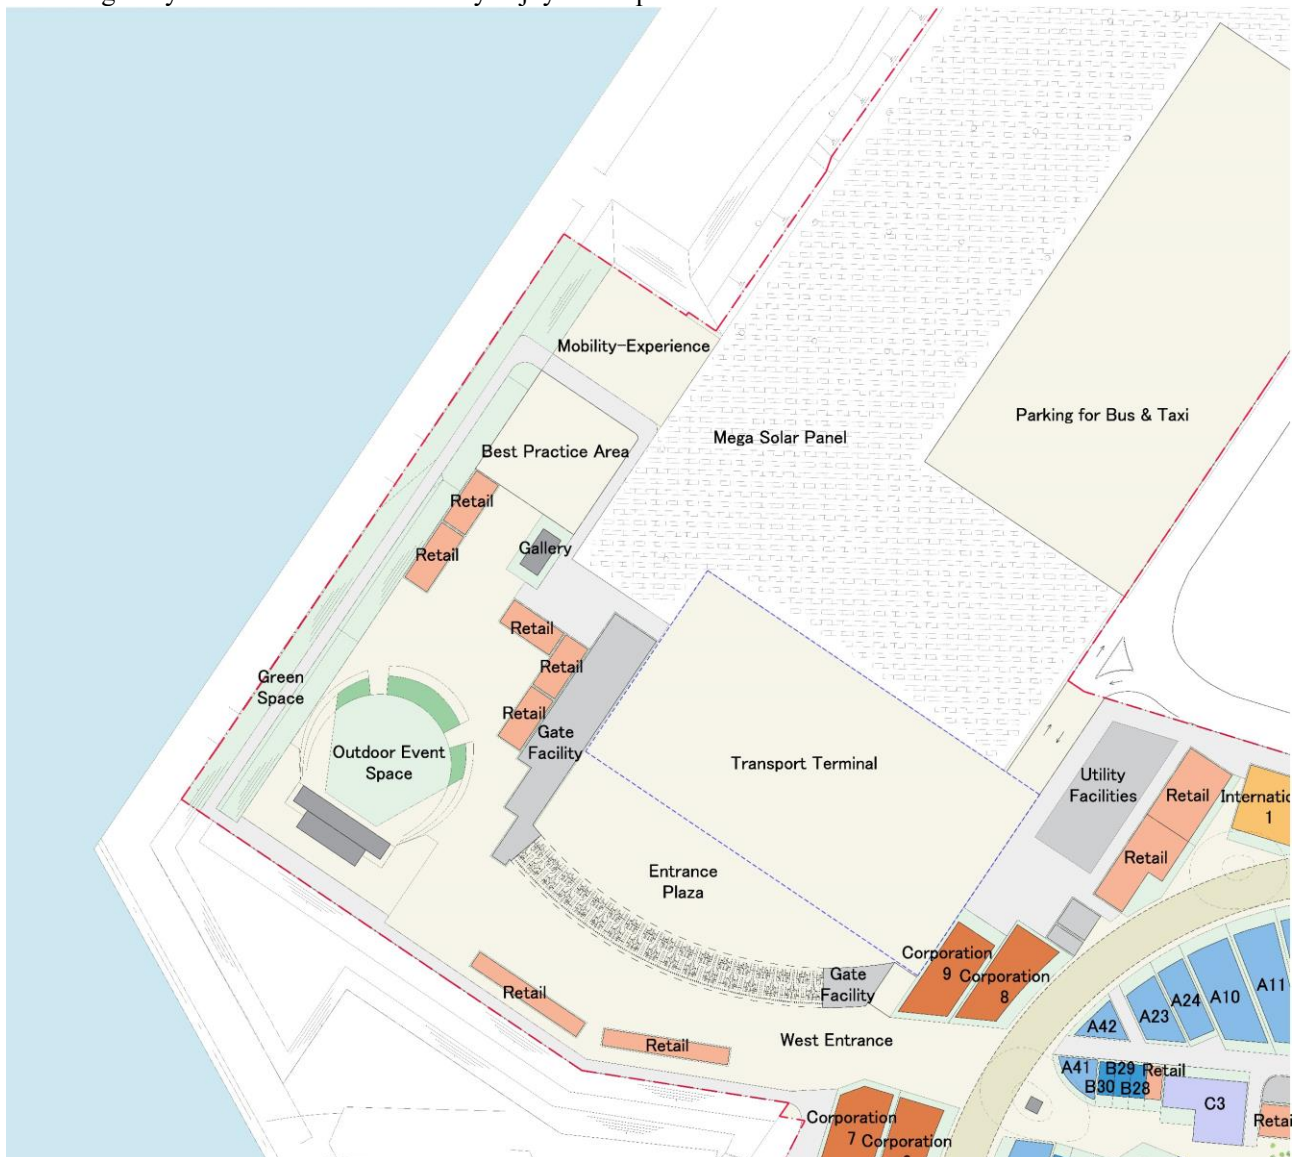 Mobility-Experience
Parking for Bus & Taxi
Mega Solar Panel
Best Practice Area
Retail
Gallery
Retail
Retail
Retail
Green
Space
Retail
Gate
Facility
Outdoor Event
Space
Transport Terminal
Utility
Facilities
Retail
Internatio
1
Retail
Entrance
Plaza
Corporation
9
Corporation
8
Gate
Facility
A11
A10
A24
A23
A42
Retail
Retail
West Entrance
A41
B29
Retail
B30
B28
C3
Corporation
7
Corporation
Retai